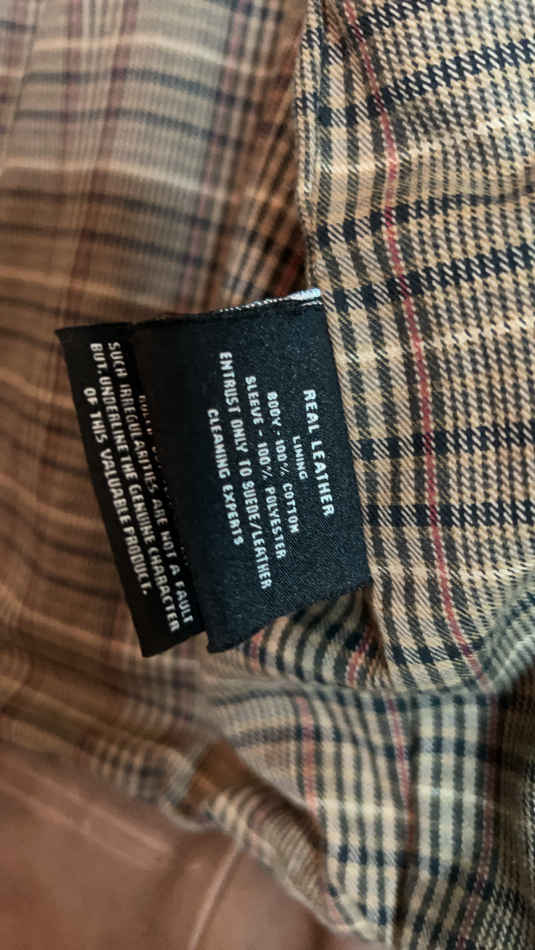 REAL LEATHER
LINING
BODY - 100% COTTON
SLEEVE - 100% POLYESTER
ENTRUST ONLY TO SUEDE/LEATHER
CLEANING EXPERTS
SUCH IRREGULARITIES ARE NOT A FAULT
BUT, UNDERLINE THE GENUINE CHARACTER
OF THIS VALUABLE PRODUCT.